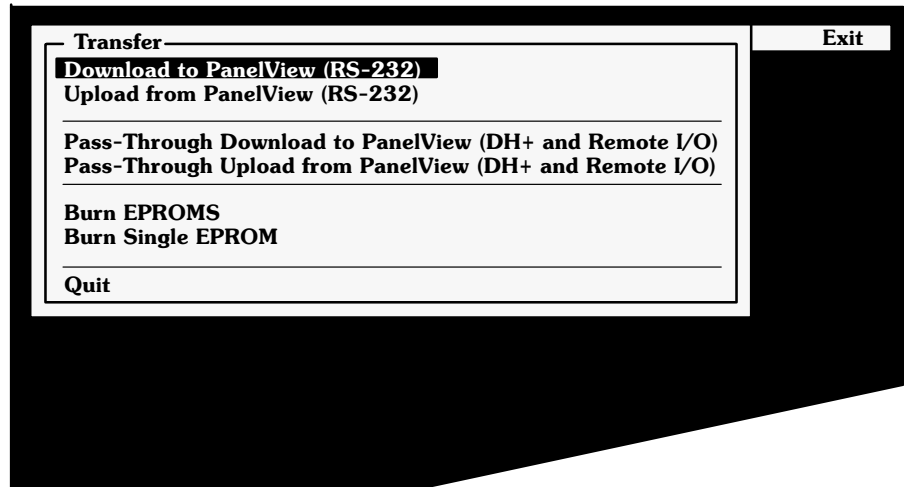 Transfer
Exit
Download to PanelView (RS-232)
Upload from PanelView (RS-232)
Pass-Through Download to PanelView (DH+ and Remote I/O)
Pass-Through Upload from PanelView (DH+ and Remote I/O)
Burn EPROMS
Burn Single EPROM
Quit